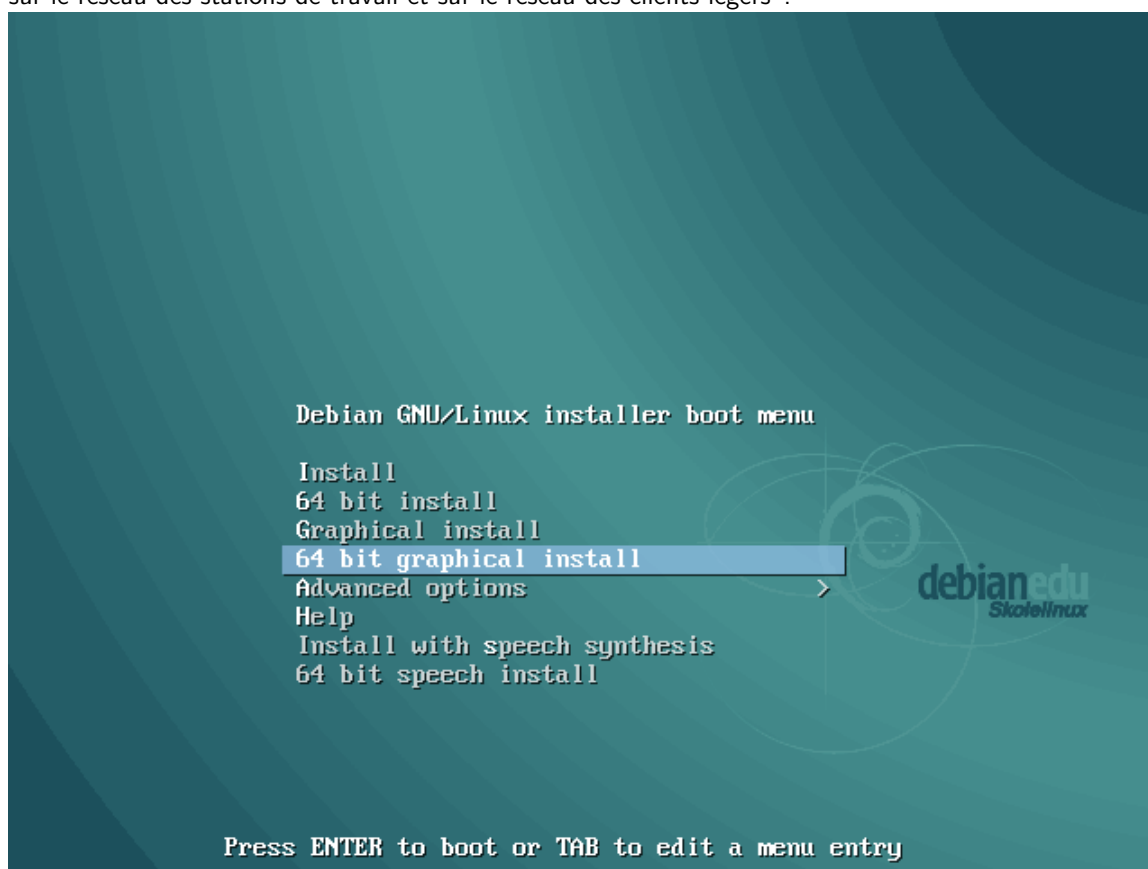 sur le réseau des stations de travail et sur le réseau des clients légers .
Debian GNU/Linux installer boot menu
Install
64 bit install
Graphical install
64 bit graphical install
Advanced options >
Help
Install with speech synthesis
64 bit speech install
debianedu
Skolelinux
Press ENTER to boot or TAB to edit a menu entry